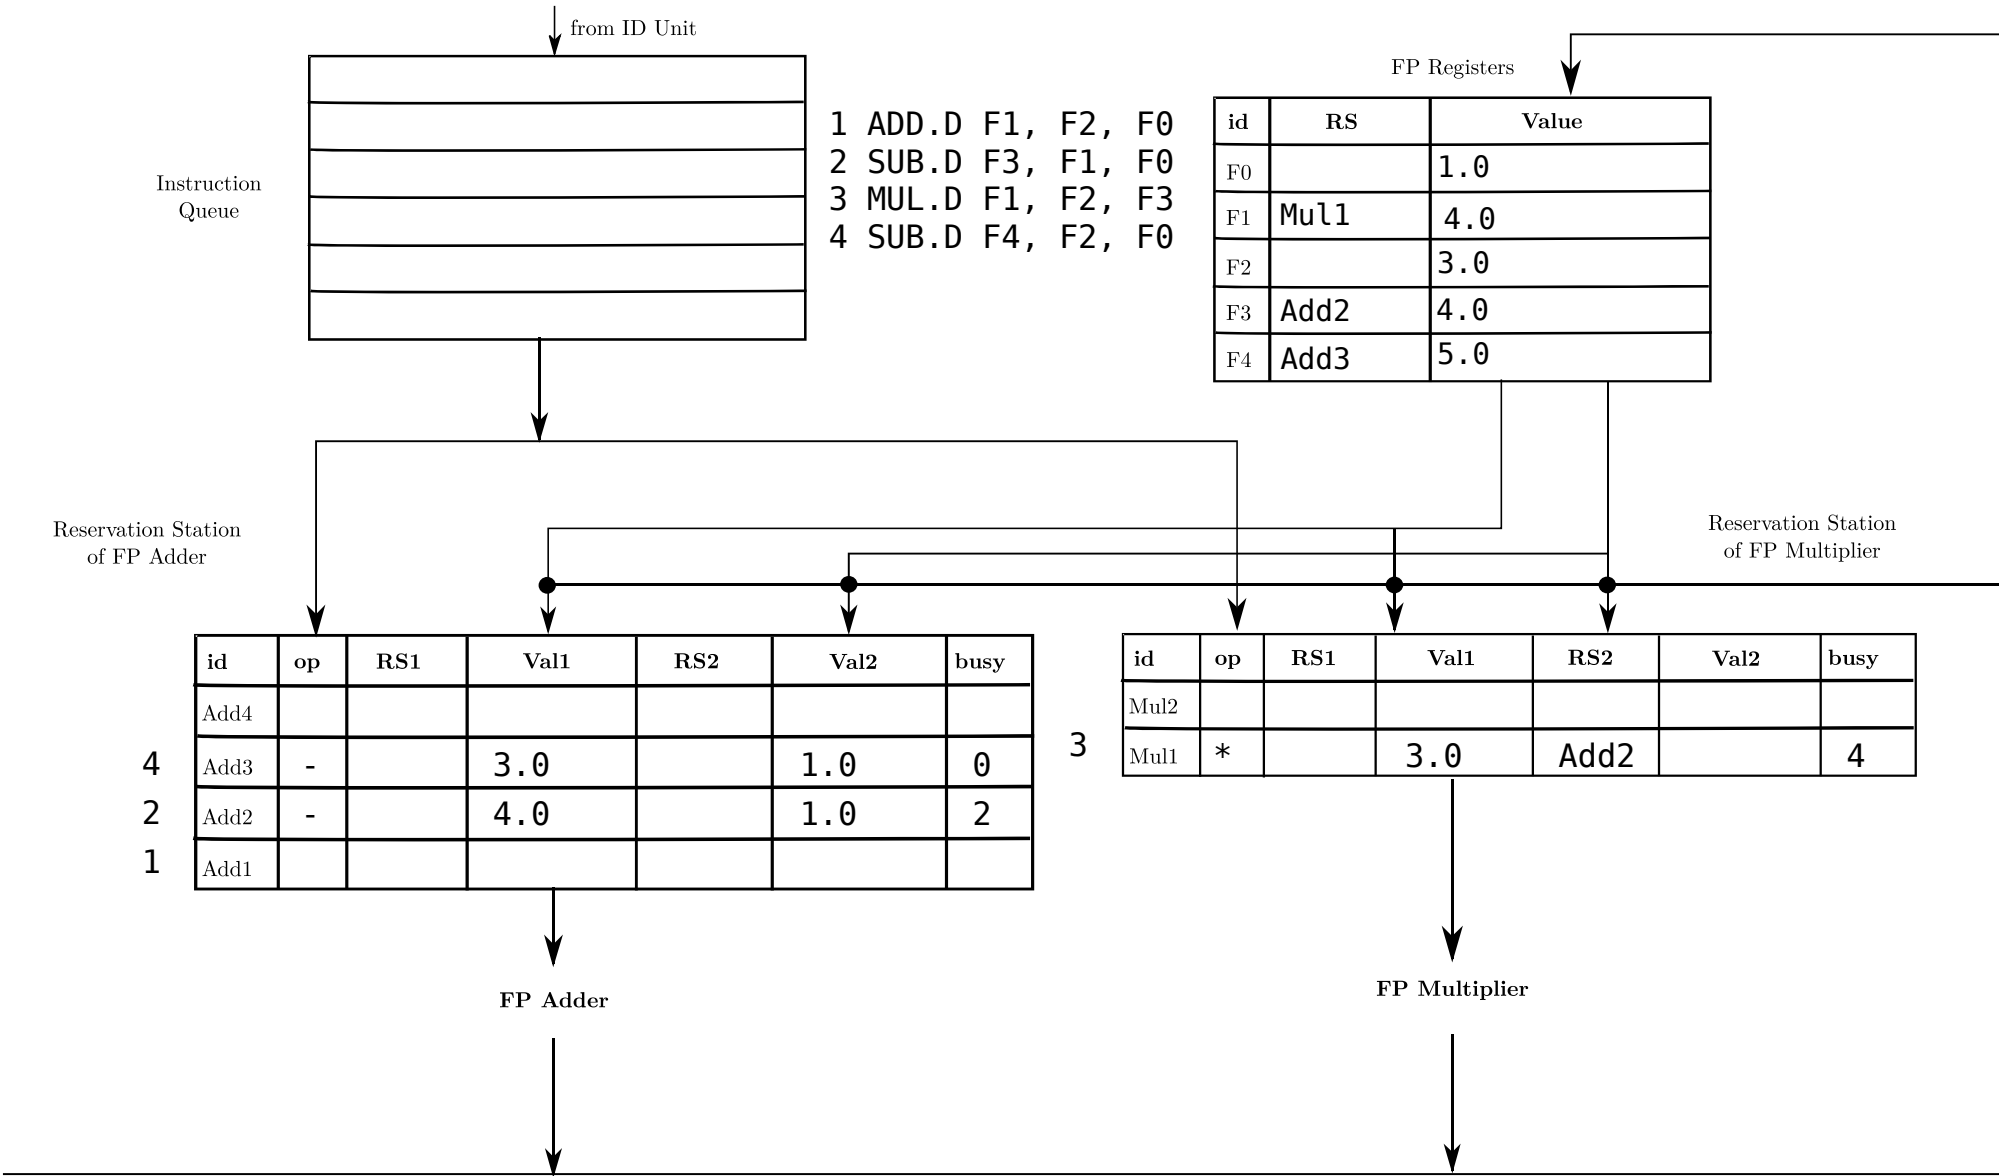 from ID Unit
Instruction
Queue
1 ADD.D F1, F2, F0
2 SUB.D F3, F1, F0
3 MUL.D F1, F2, F3
4 SUB.D F4, F2, F0
FP Registers
id RS Value
F0 1.0
F1 Mul1 4.0
F2 3.0
F3 Add2 4.0
F4 Add3 5.0
Reservation Station
of FP Adder
id op RS1 Val1 RS2 Val2 busy
Add4
4 Add3 - 3.0 1.0 0
2 Add2 - 4.0 1.0 2
1 Add1
FP Adder
Reservation Station
of FP Multiplier
id op RS1 Val1 RS2 Val2 busy
Mul2
3 Mul1 * 3.0 Add2 4
FP Multiplier